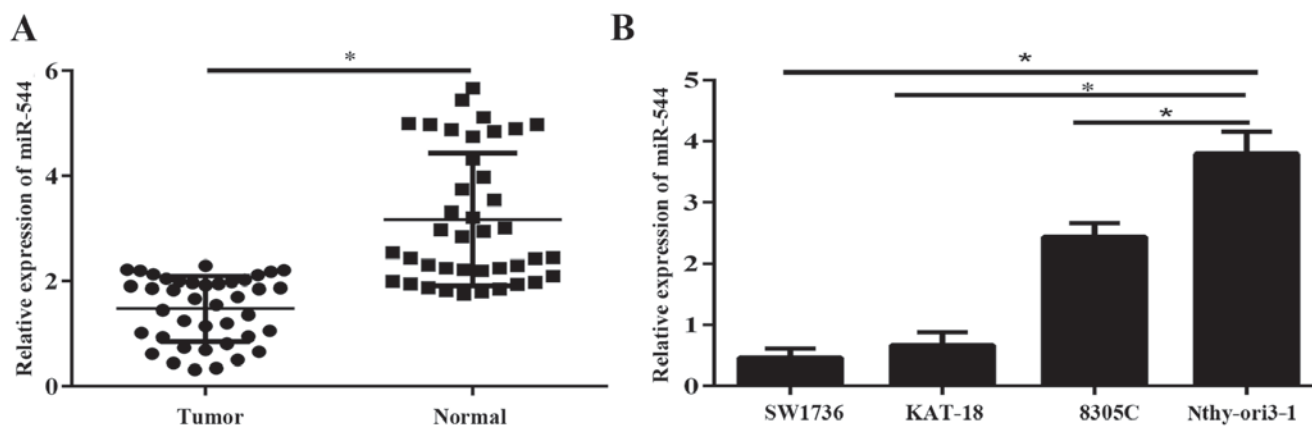 A
Relative expression of miR-544
6
4
2
0
*
Tumor
Normal
B
Relative expression of miR-544
5
4
3
2
1
0
*
*
*
SW1736
KAT-18
8305C
Nthy-ori3-1